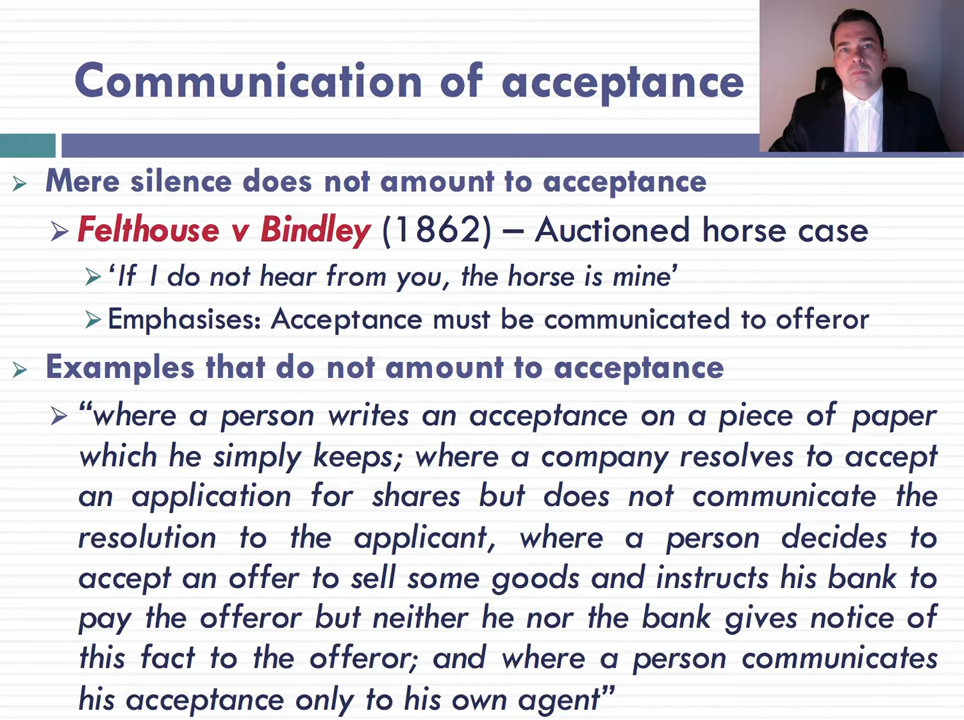 Communication of acceptance
Mere silence does not amount to acceptance
Felthouse v Bindley (1862) – Auctioned horse case
‘If I do not hear from you, the horse is mine’
Emphasises: Acceptance must be communicated to offeror
Examples that do not amount to acceptance
“where a person writes an acceptance on a piece of paper
which he simply keeps; where a company resolves to accept
an application for shares but does not communicate the
resolution to the applicant, where a person decides to
accept an offer to sell some goods and instructs his bank to
pay the offeror but neither he nor the bank gives notice of
this fact to the offeror; and where a person communicates
his acceptance only to his own agent”